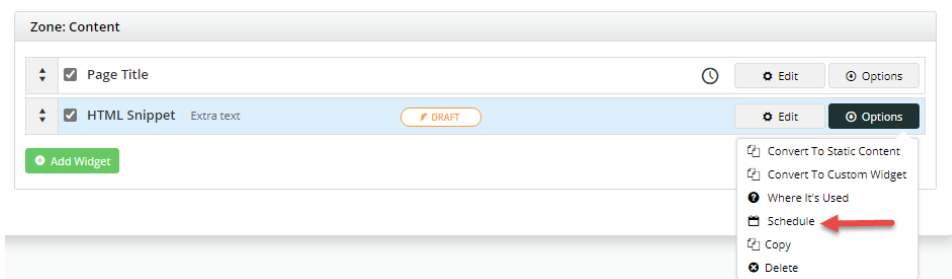 Zone: Content
Page Title
Edit
Options
HTML Snippet Extra text
DRAFT
Edit
Options
Add Widget
Convert To Static Content
Convert To Custom Widget
Where It's Used
Schedule
Copy
Delete